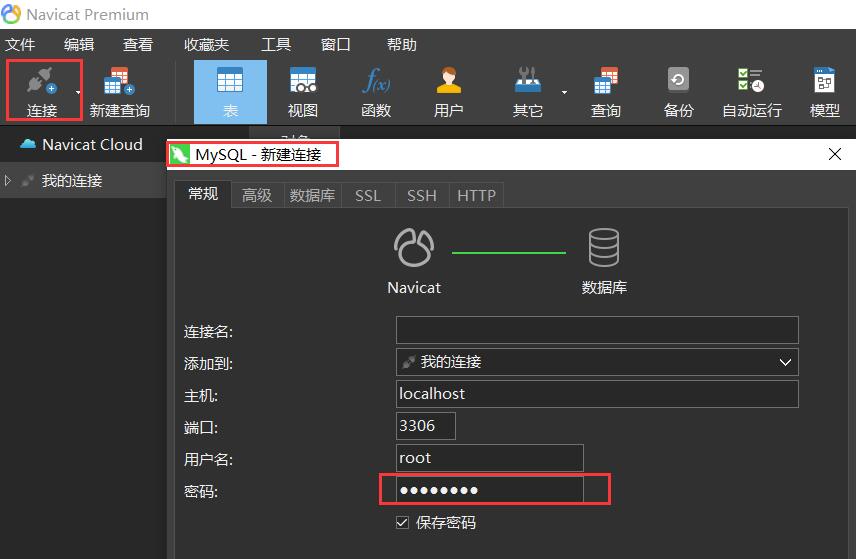 Navicat Premium
文件 编辑 查看 收藏夹 工具 窗口 帮助
连接 新建查询 表 视图 函数 用户 其它 查询 备份 自动运行 模型
Navicat Cloud
我的连接
MySQL - 新建连接
常规 高级 数据库 SSL SSH HTTP
Navicat 数据库
连接名:
添加到: 我的连接
主机: localhost
端口: 3306
用户名: root
密码: ●●●●●●●●
保存密码